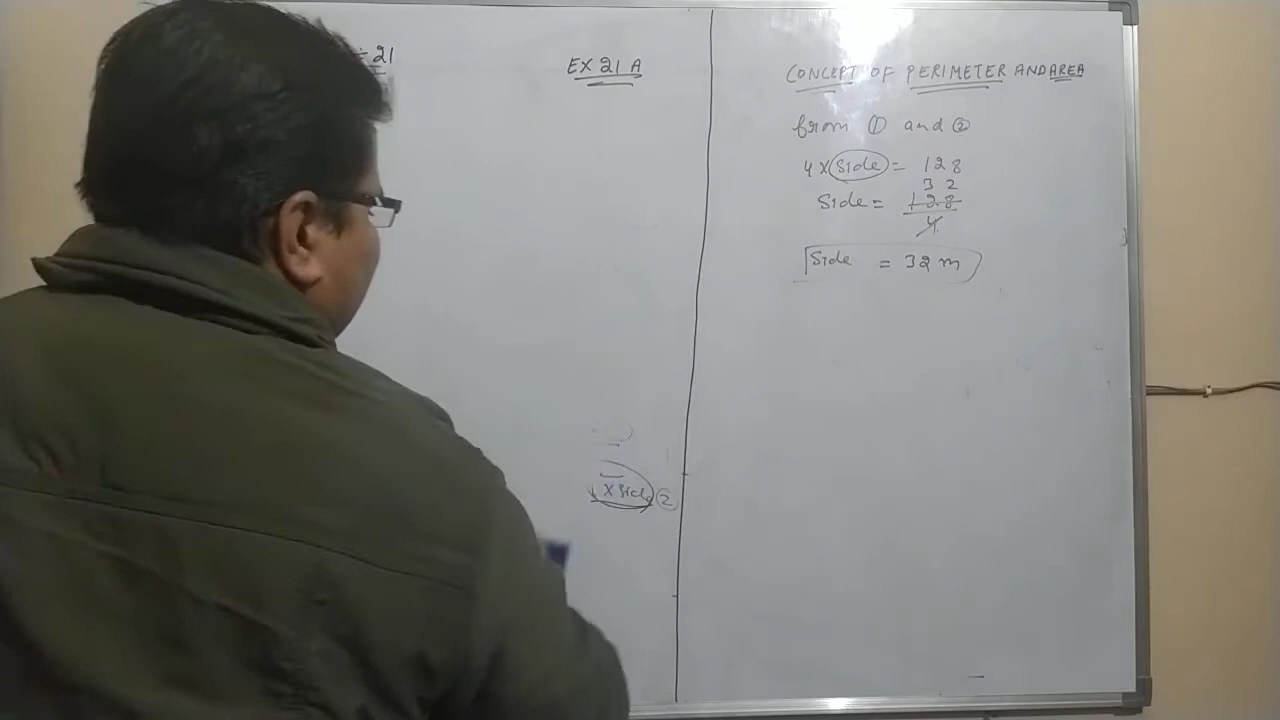 ÷ 21
EX 21 A
× side ②
CONCEPT OF PERIMETER AND AREA
from ① and ②
4 × side = 128
32
Side = 128
4
Side = 32 m